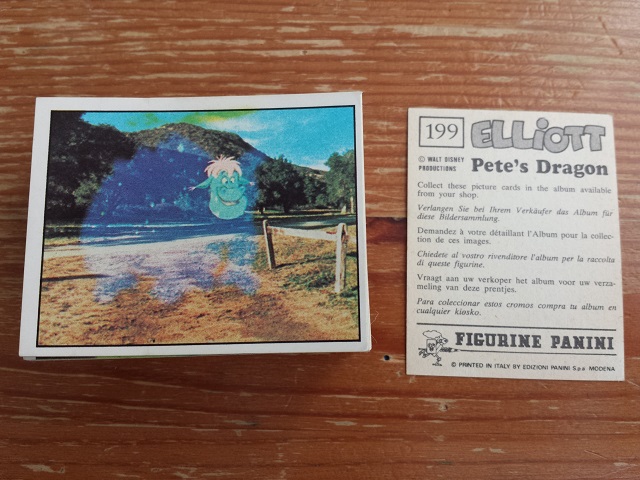 199 ELLiOTT
© WALT DISNEY
PRODUCTIONS
Pete's Dragon
Collect these picture cards in the album available
from your shop.
Verlangen Sie bei Ihrem Verkäufer das Album für
diese Bildersammlung.
Demandez à votre détaillant l'Album pour la collec-
tion de ces images.
Chiedete al vostro rivenditore l'album per la raccolta
di queste figurine.
Vraagt aan uw verkoper het album voor uw verza-
meling van deze prentjes.
Para coleccionar estos cromos compra tu album en
cualquier kiosko.
FIGURINE PANINI
© PRINTED IN ITALY BY EDIZIONI PANINI S.p.a MODENA